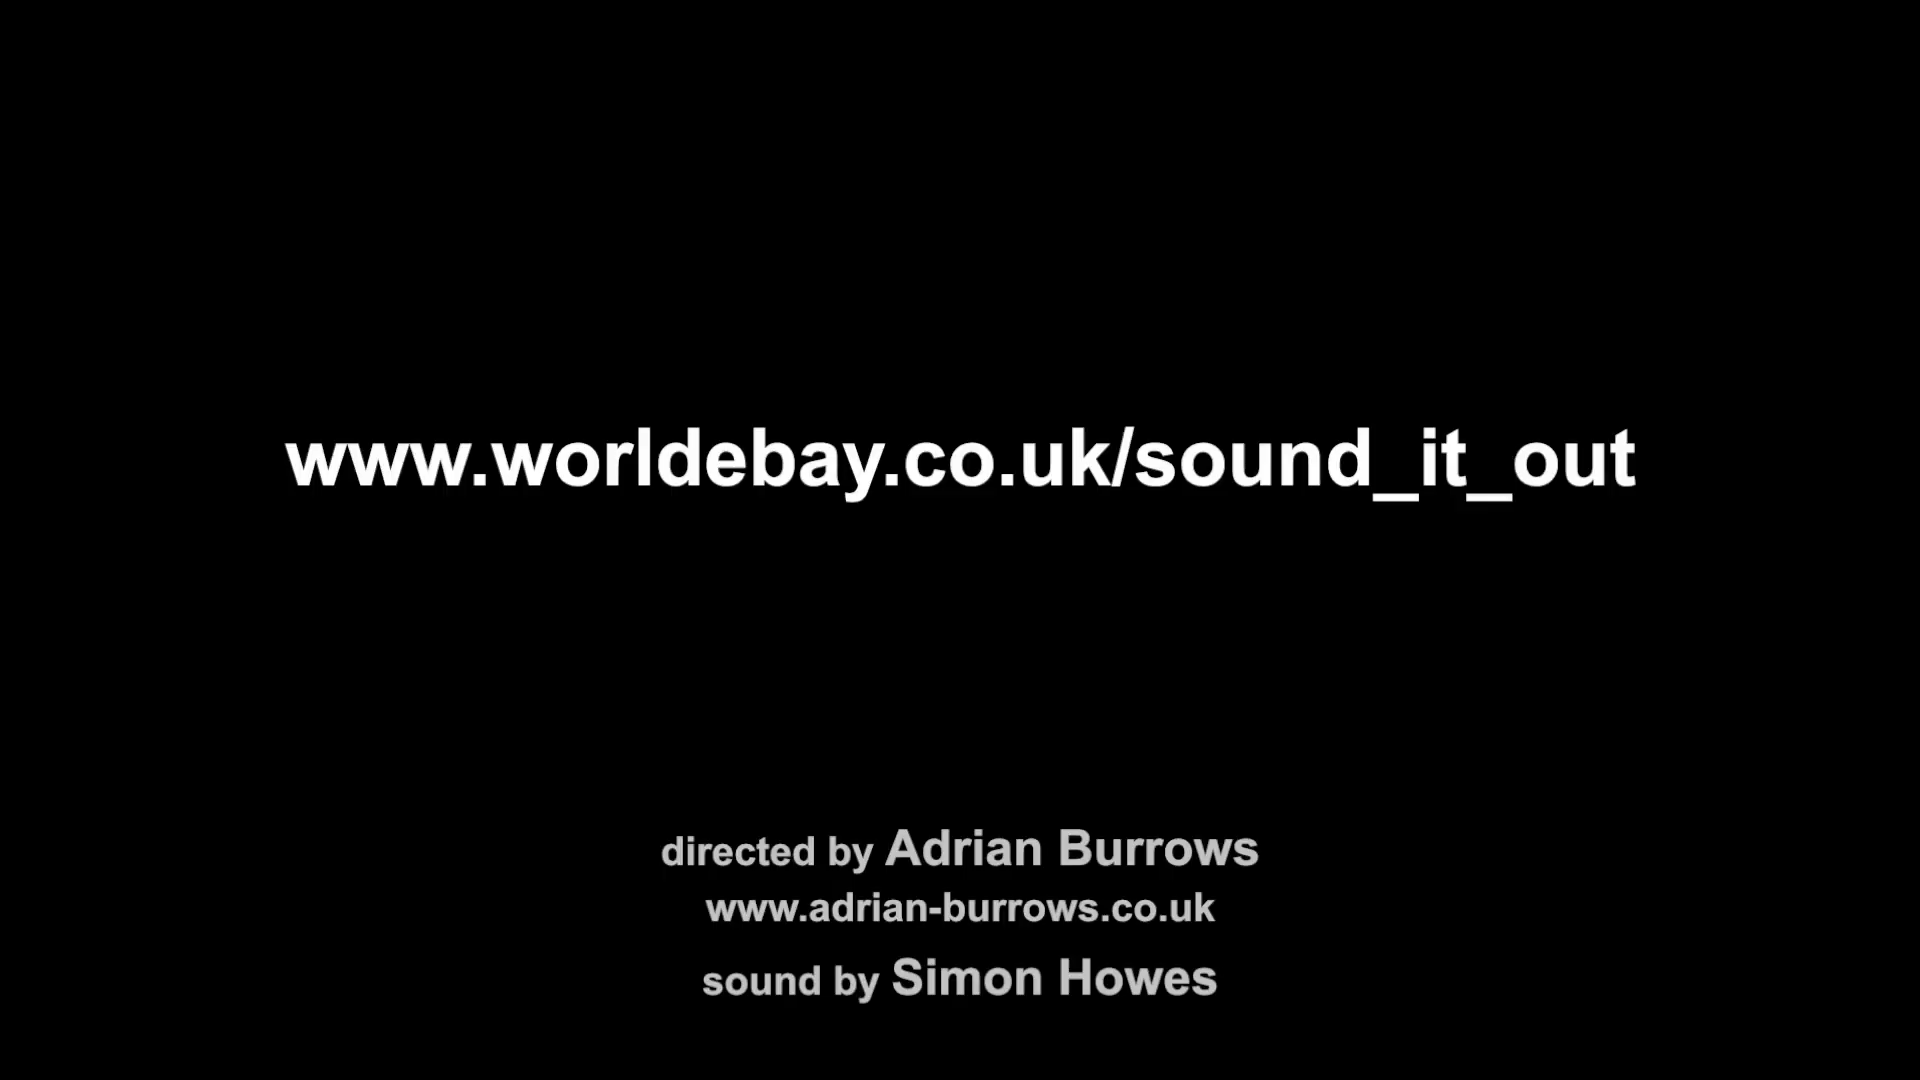 www.worldebay.co.uk/sound_it_out
directed by Adrian Burrows
www.adrian-burrows.co.uk
sound by Simon Howes